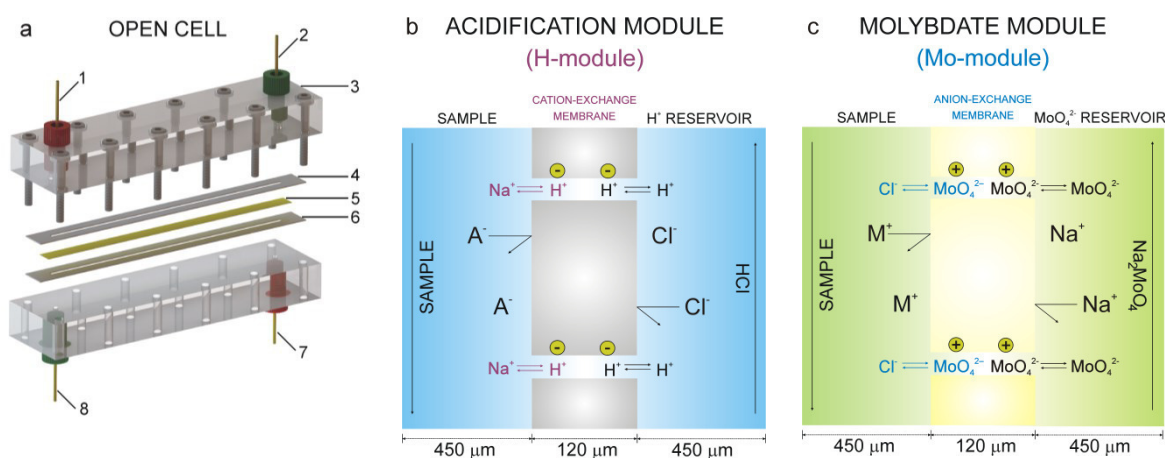 a OPEN CELL
1
2
3
4
5
6
7
8
b ACIDIFICATION MODULE
(H-module)
CATION-EXCHANGE
MEMBRANE
SAMPLE
H⁺ RESERVOIR
SAMPLE
HCl
- -
Na⁺ H⁺ H⁺ H⁺
A⁻ Cl⁻
A⁻ Cl⁻
- -
Na⁺ H⁺ H⁺ H⁺
450 µm 120 µm 450 µm
c MOLYBDATE MODULE
(Mo-module)
ANION-EXCHANGE
MEMBRANE
SAMPLE
MoO₄²⁻ RESERVOIR
SAMPLE
Na₂MoO₄
+ +
Cl⁻ MoO₄²⁻ MoO₄²⁻ MoO₄²⁻
M⁺ Na⁺
M⁺ Na⁺
+ +
Cl⁻ MoO₄²⁻ MoO₄²⁻ MoO₄²⁻
450 µm 120 µm 450 µm